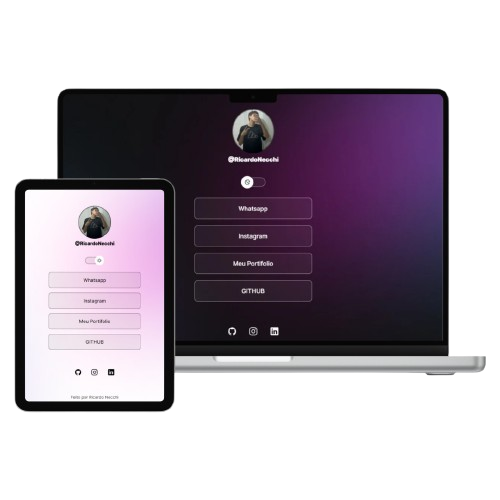 @RicardoNecchi
Whatsapp
Instagram
Meu Portifolio
GITHUB
@RicardoNecchi
Whatsapp
Instagram
Meu Portifolio
GITHUB
Feito por Ricardo Necchi